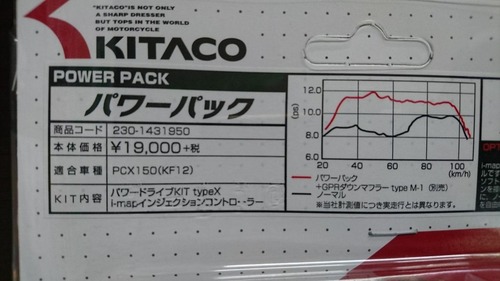 "KITACO" IS NOT ONLY
A SHARP DRESSER
BUT TOPS IN THE WORLD
OF MOTORCYCLE
KITACO
POWER PACK
パワーパック
商品コード 230-1431950
本体価格 ¥19,000+税
適合車種 PCX150(KF12)
KIT内容 パワードライブKIT typeX
i-mapインジェクションコントローラー
(ps)
12.0
10.0
8.0
6.0
20 40 60 80 100
(km/h)
パワーパック
+GPRダウンマフラー type M-1 (別売)
ノーマル
※当社計測値につき実走行とは異なります。
OPT